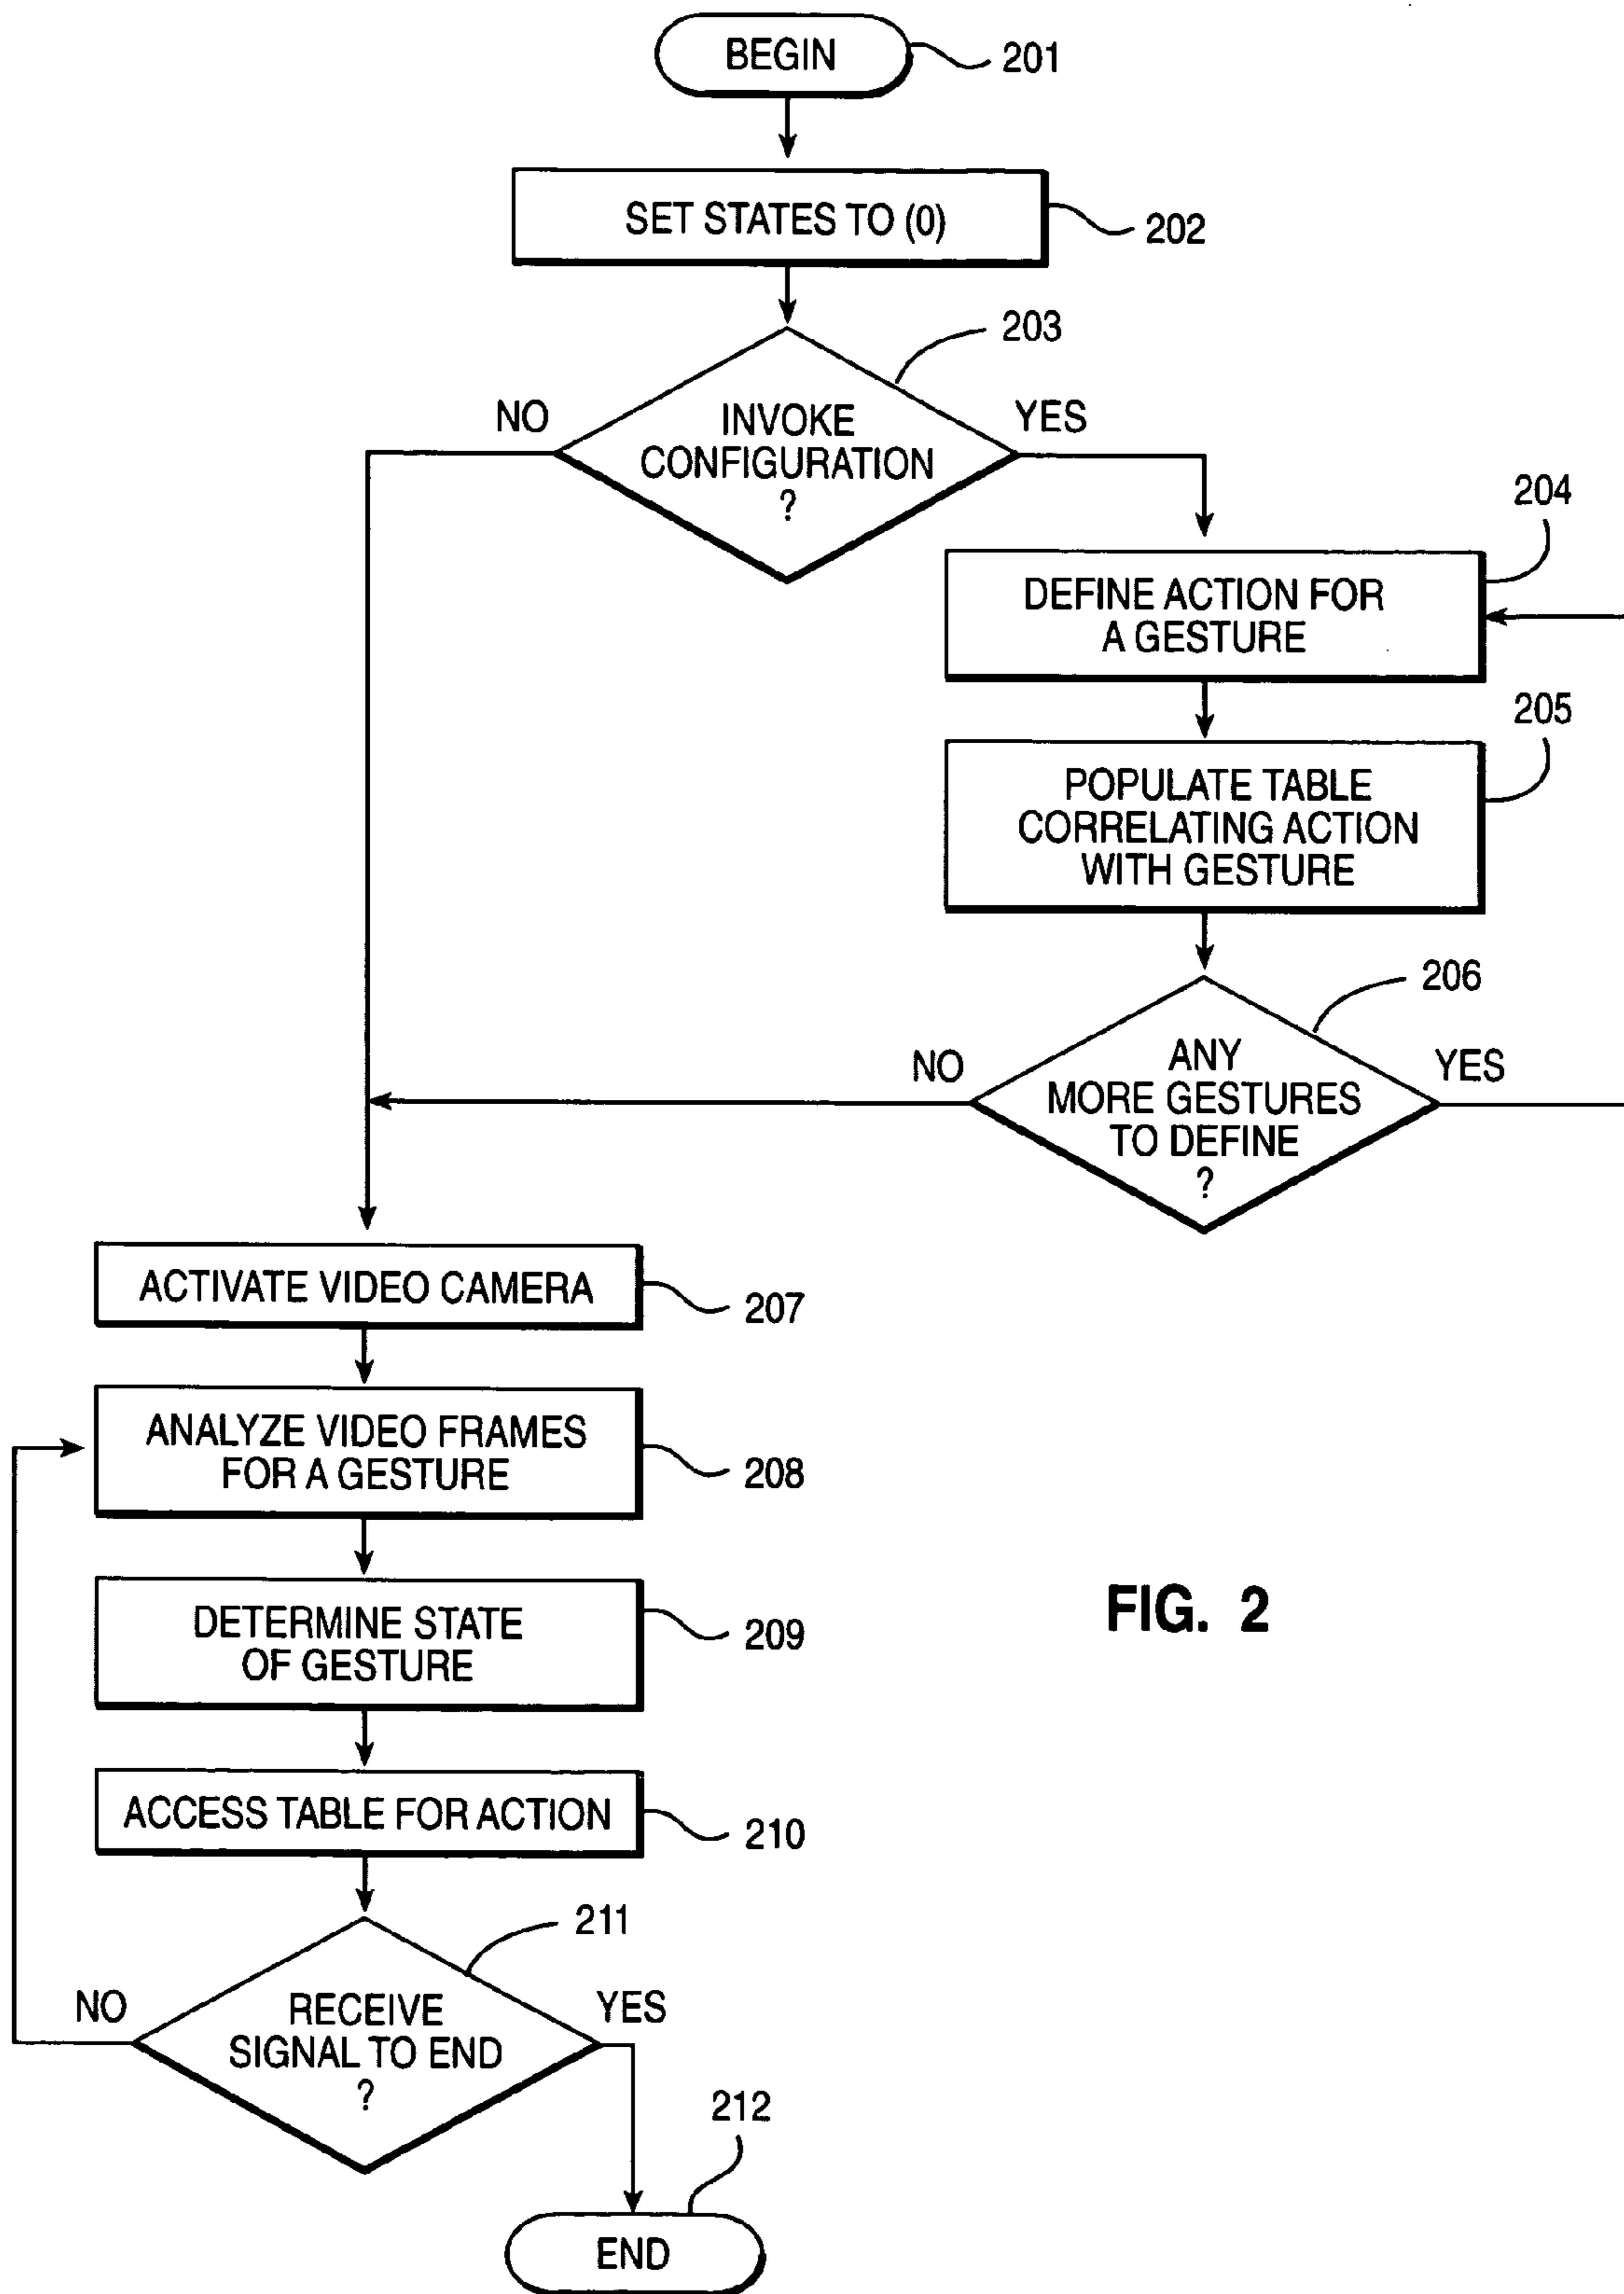 BEGIN
201
SET STATES TO (0)
202
203
NO
INVOKE
CONFIGURATION
?
YES
204
DEFINE ACTION FOR
A GESTURE
205
POPULATE TABLE
CORRELATING ACTION
WITH GESTURE
206
NO
ANY
MORE GESTURES
TO DEFINE
?
YES
ACTIVATE VIDEO CAMERA
207
ANALYZE VIDEO FRAMES
FOR A GESTURE
208
DETERMINE STATE
OF GESTURE
209
FIG. 2
ACCESS TABLE FOR ACTION
210
211
NO
RECEIVE
SIGNAL TO END
?
YES
212
END